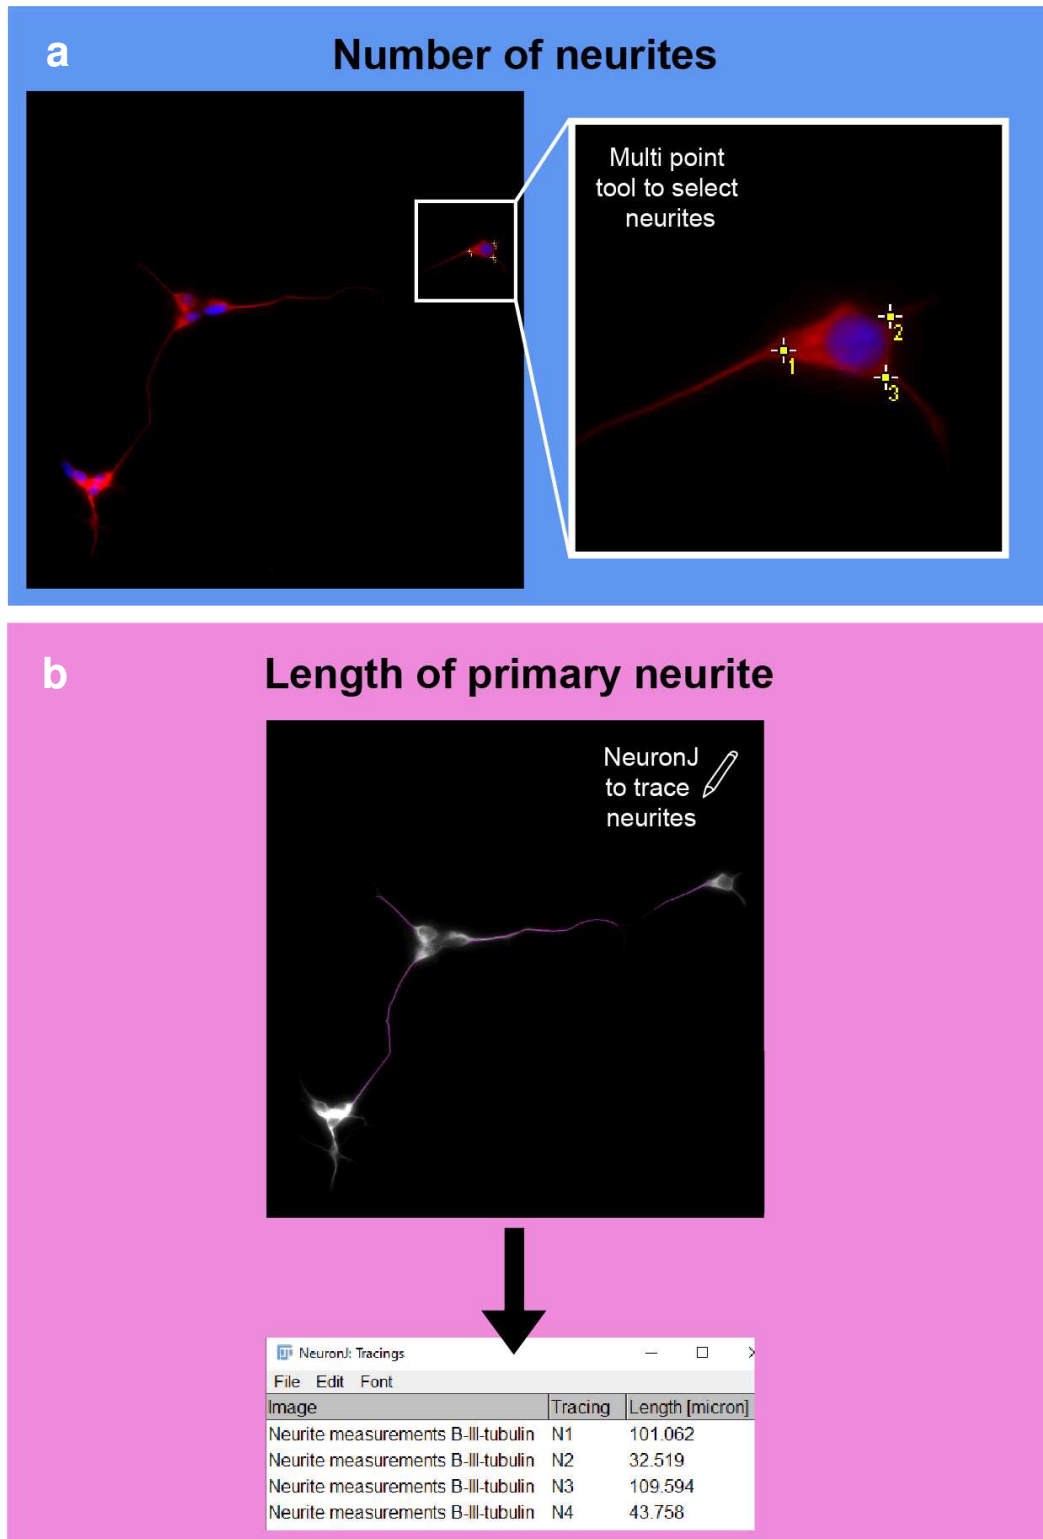 a
Number of neurites
Multi point
tool to select
neurites
1
2
3
b
Length of primary neurite
NeuronJ
to trace
neurites
NeuronJ: Tracings
File Edit Font
Image Tracing Length [micron]
Neurite measurements B-III-tubulin N1 101.062
Neurite measurements B-III-tubulin N2 32.519
Neurite measurements B-III-tubulin N3 109.594
Neurite measurements B-III-tubulin N4 43.758